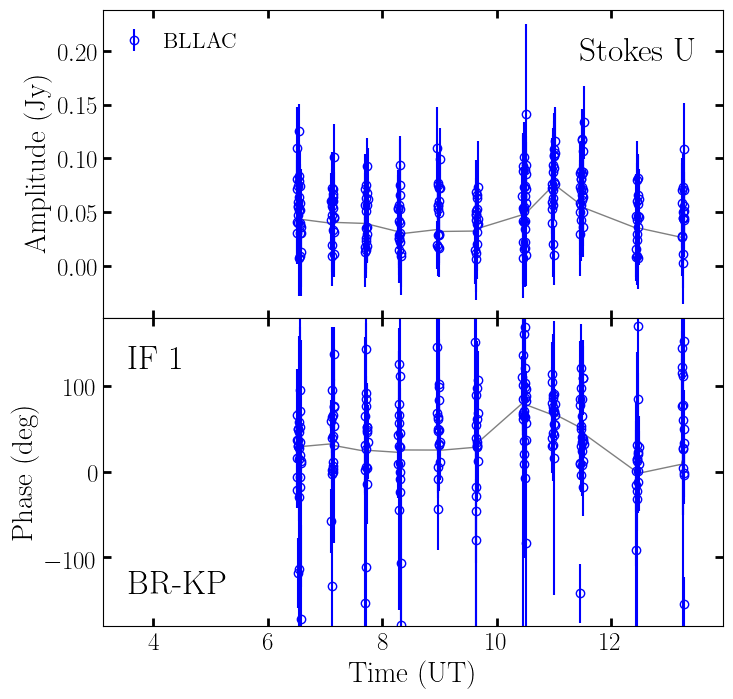 BLLAC
Stokes U
0.20
0.15
0.10
0.05
0.00
Amplitude (Jy)
IF 1
100
0
−100
Phase (deg)
BR-KP
4 6 8 10 12
Time (UT)